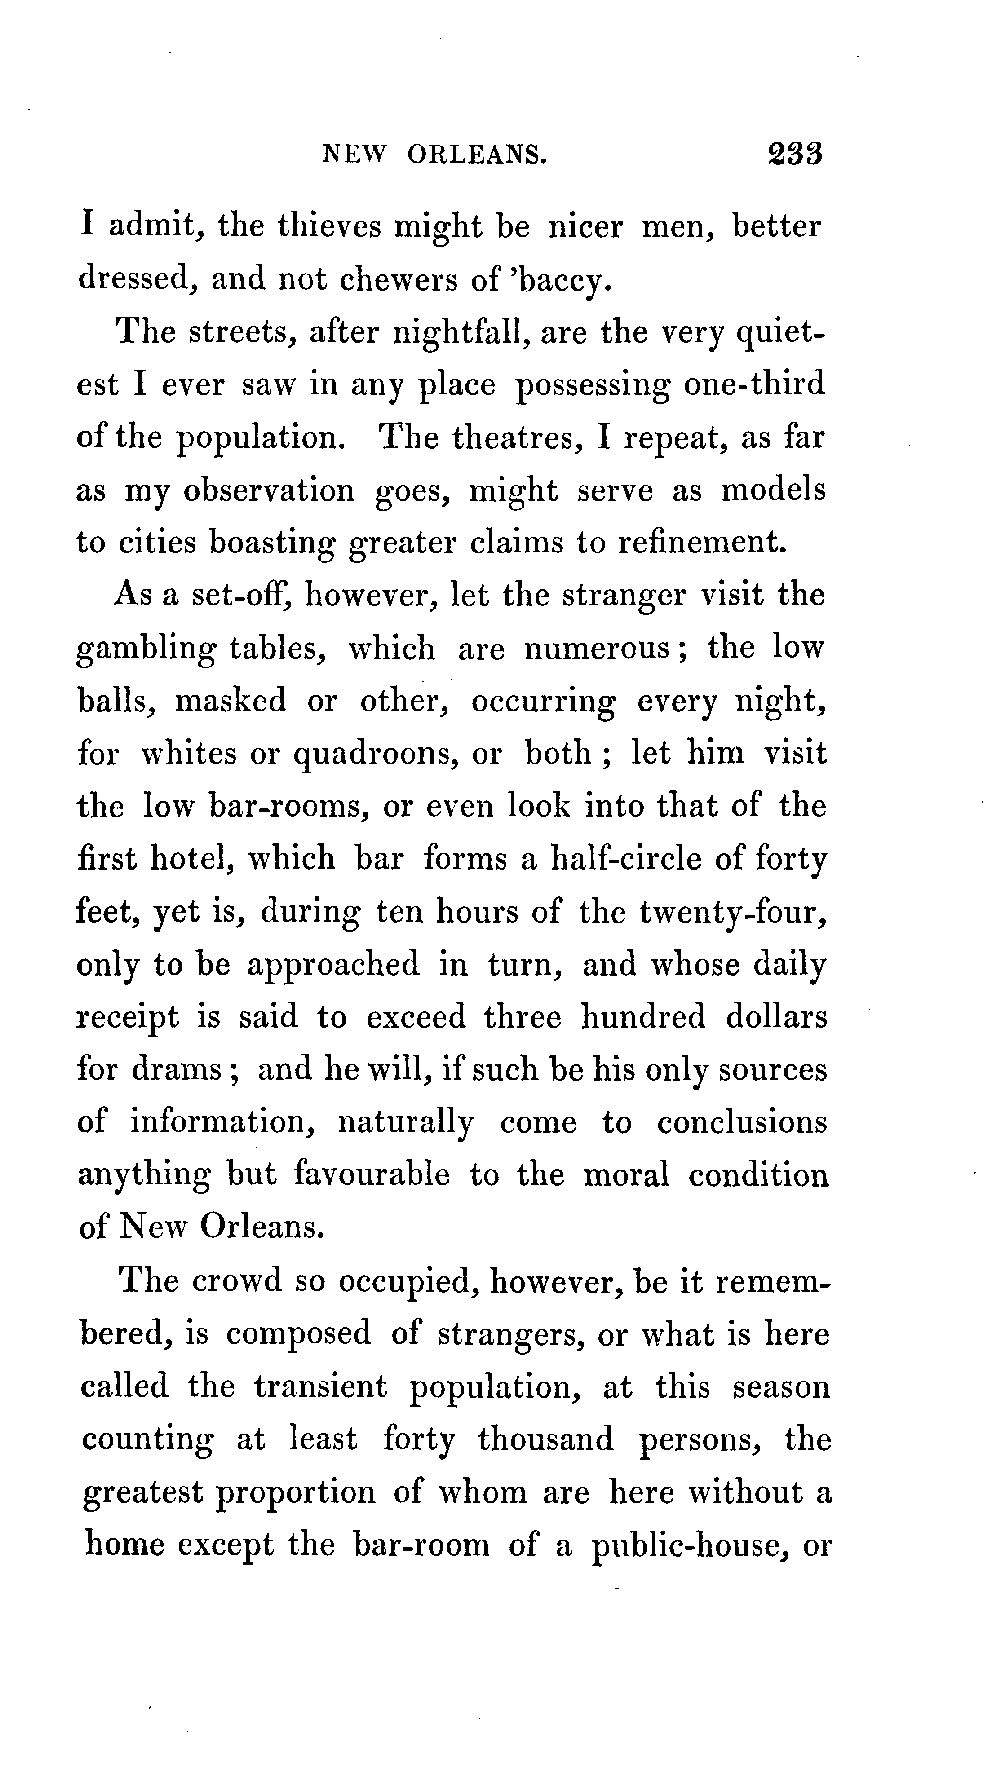 NEW ORLEANS. 233
I admit, the thieves might be nicer men, better
dressed, and not chewers of 'baccy.
The streets, after nightfall, are the very quiet-
est I ever saw in any place possessing one-third
of the population. The theatres, I repeat, as far
as my observation goes, might serve as models
to cities boasting greater claims to refinement.
As a set-off, however, let the stranger visit the
gambling tables, which are numerous; the low
balls, masked or other, occurring every night,
for whites or quadroons, or both; let him visit
the low bar-rooms, or even look into that of the
first hotel, which bar forms a half-circle of forty
feet, yet is, during ten hours of the twenty-four,
only to be approached in turn, and whose daily
receipt is said to exceed three hundred dollars
for drams; and he will, if such be his only sources
of information, naturally come to conclusions
anything but favourable to the moral condition
of New Orleans.
The crowd so occupied, however, be it remem-
bered, is composed of strangers, or what is here
called the transient population, at this season
counting at least forty thousand persons, the
greatest proportion of whom are here without a
home except the bar-room of a public-house, or